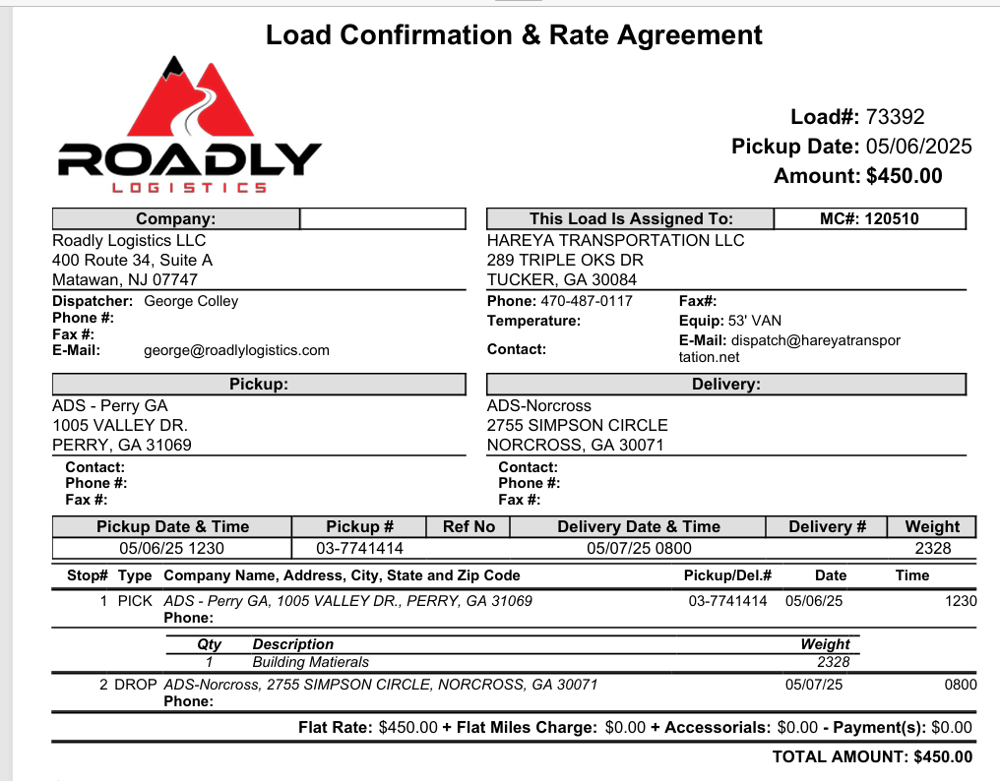 Load Confirmation & Rate Agreement
ROADLY
LOGISTICS
Load#: 73392
Pickup Date: 05/06/2025
Amount: $450.00
Company:
Roadly Logistics LLC
400 Route 34, Suite A
Matawan, NJ 07747
Dispatcher: George Colley
Phone #:
Fax #:
E-Mail: george@roadlylogistics.com
This Load Is Assigned To: MC#: 120510
HAREYA TRANSPORTATION LLC
289 TRIPLE OKS DR
TUCKER, GA 30084
Phone: 470-487-0117 Fax#:
Temperature: Equip: 53' VAN
Contact: E-Mail: dispatch@hareyatranspor
tation.net
Pickup:
ADS - Perry GA
1005 VALLEY DR.
PERRY, GA 31069
Contact:
Phone #:
Fax #:
Delivery:
ADS-Norcross
2755 SIMPSON CIRCLE
NORCROSS, GA 30071
Contact:
Phone #:
Fax #:
Pickup Date & Time Pickup # Ref No Delivery Date & Time Delivery # Weight
05/06/25 1230 03-7741414 05/07/25 0800 2328
Stop# Type Company Name, Address, City, State and Zip Code Pickup/Del.# Date Time
1 PICK ADS - Perry GA, 1005 VALLEY DR., PERRY, GA 31069 03-7741414 05/06/25 1230
Phone:
Qty Description Weight
1 Building Matierals 2328
2 DROP ADS-Norcross, 2755 SIMPSON CIRCLE, NORCROSS, GA 30071 05/07/25 0800
Phone:
Flat Rate: $450.00 + Flat Miles Charge: $0.00 + Accessorials: $0.00 - Payment(s): $0.00
TOTAL AMOUNT: $450.00